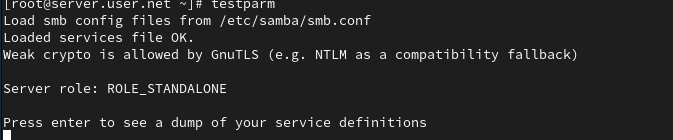 [root@server.user.net ~]# testparm
Load smb config files from /etc/samba/smb.conf
Loaded services file OK.
Weak crypto is allowed by GnuTLS (e.g. NTLM as a compatibility fallback)
Server role: ROLE_STANDALONE
Press enter to see a dump of your service definitions